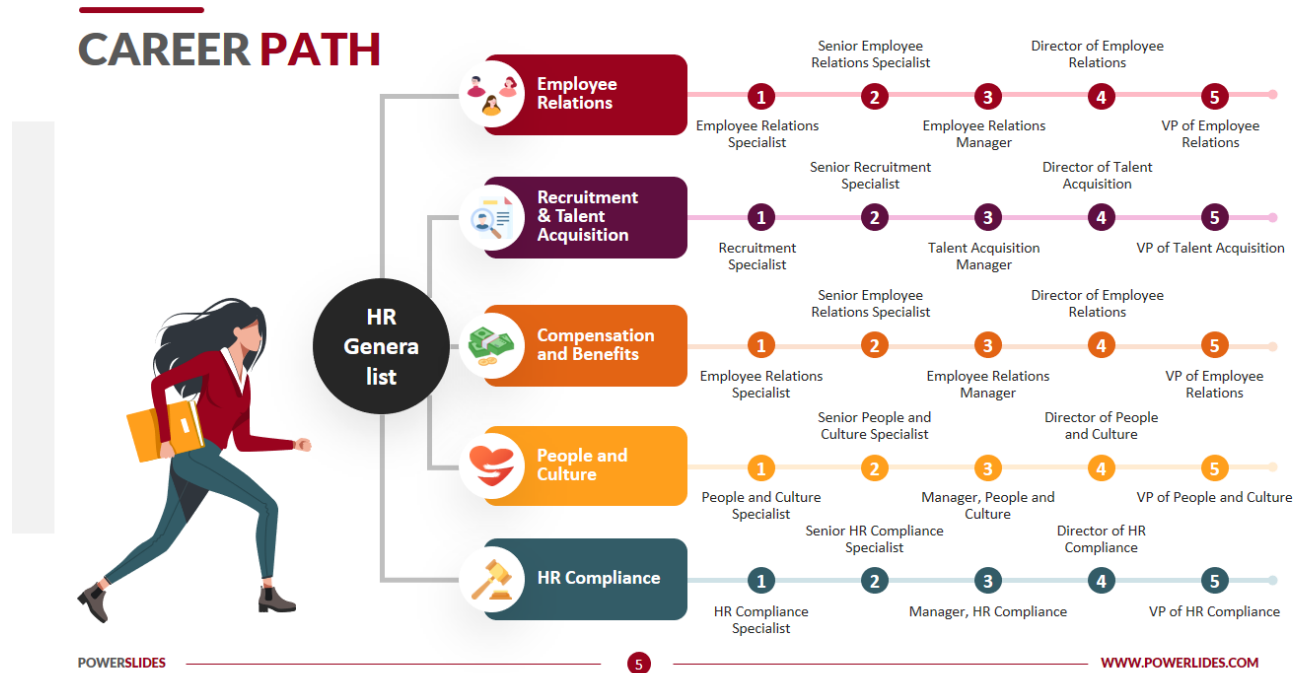 CAREER PATH
Employee
Relations
Senior Employee
Relations Specialist
Director of Employee
Relations
1
2
3
4
5
Employee Relations
Specialist
Employee Relations
Manager
VP of Employee
Relations
Recruitment
& Talent
Acquisition
Senior Recruitment
Specialist
Director of Talent
Acquisition
1
2
3
4
5
Recruitment
Specialist
Talent Acquisition
Manager
VP of Talent Acquisition
HR
Genera
list
Compensation
and Benefits
Senior Employee
Relations Specialist
Director of Employee
Relations
1
2
3
4
5
Employee Relations
Specialist
Employee Relations
Manager
VP of Employee
Relations
People and
Culture
Senior People and
Culture Specialist
Director of People
and Culture
1
2
3
4
5
People and Culture
Specialist
Manager, People and
Culture
VP of People and Culture
HR Compliance
Senior HR Compliance
Specialist
Director of HR
Compliance
1
2
3
4
5
HR Compliance
Specialist
Manager, HR Compliance
VP of HR Compliance
POWERSLIDES
5
WWW.POWERLIDES.COM